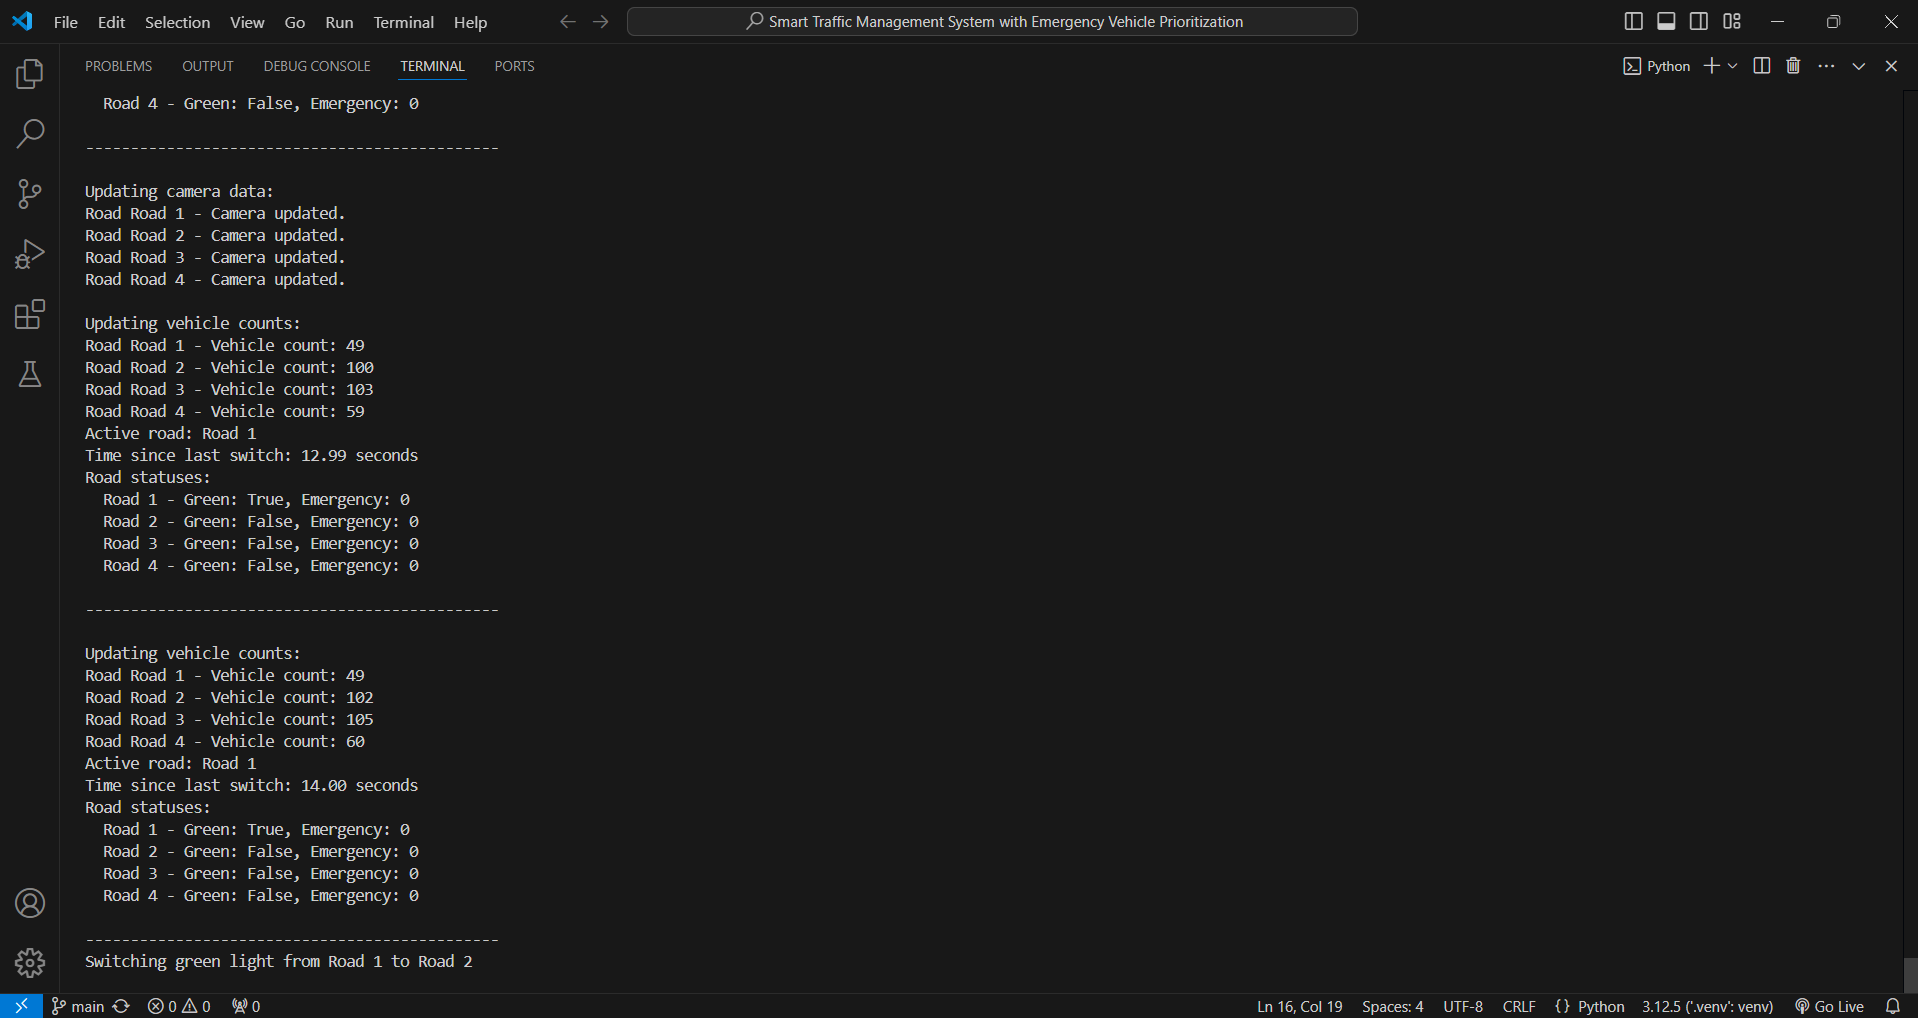 File Edit Selection View Go Run Terminal Help
Smart Traffic Management System with Emergency Vehicle Prioritization
PROBLEMS OUTPUT DEBUG CONSOLE TERMINAL PORTS
Python
Road 4 - Green: False, Emergency: 0
----------------------------------------------
Updating camera data:
Road Road 1 - Camera updated.
Road Road 2 - Camera updated.
Road Road 3 - Camera updated.
Road Road 4 - Camera updated.
Updating vehicle counts:
Road Road 1 - Vehicle count: 49
Road Road 2 - Vehicle count: 100
Road Road 3 - Vehicle count: 103
Road Road 4 - Vehicle count: 59
Active road: Road 1
Time since last switch: 12.99 seconds
Road statuses:
Road 1 - Green: True, Emergency: 0
Road 2 - Green: False, Emergency: 0
Road 3 - Green: False, Emergency: 0
Road 4 - Green: False, Emergency: 0
----------------------------------------------
Updating vehicle counts:
Road Road 1 - Vehicle count: 49
Road Road 2 - Vehicle count: 102
Road Road 3 - Vehicle count: 105
Road Road 4 - Vehicle count: 60
Active road: Road 1
Time since last switch: 14.00 seconds
Road statuses:
Road 1 - Green: True, Emergency: 0
Road 2 - Green: False, Emergency: 0
Road 3 - Green: False, Emergency: 0
Road 4 - Green: False, Emergency: 0
----------------------------------------------
Switching green light from Road 1 to Road 2
main 0 0 0 Ln 16, Col 19 Spaces: 4 UTF-8 CRLF {} Python 3.12.5 ('.venv': venv) Go Live